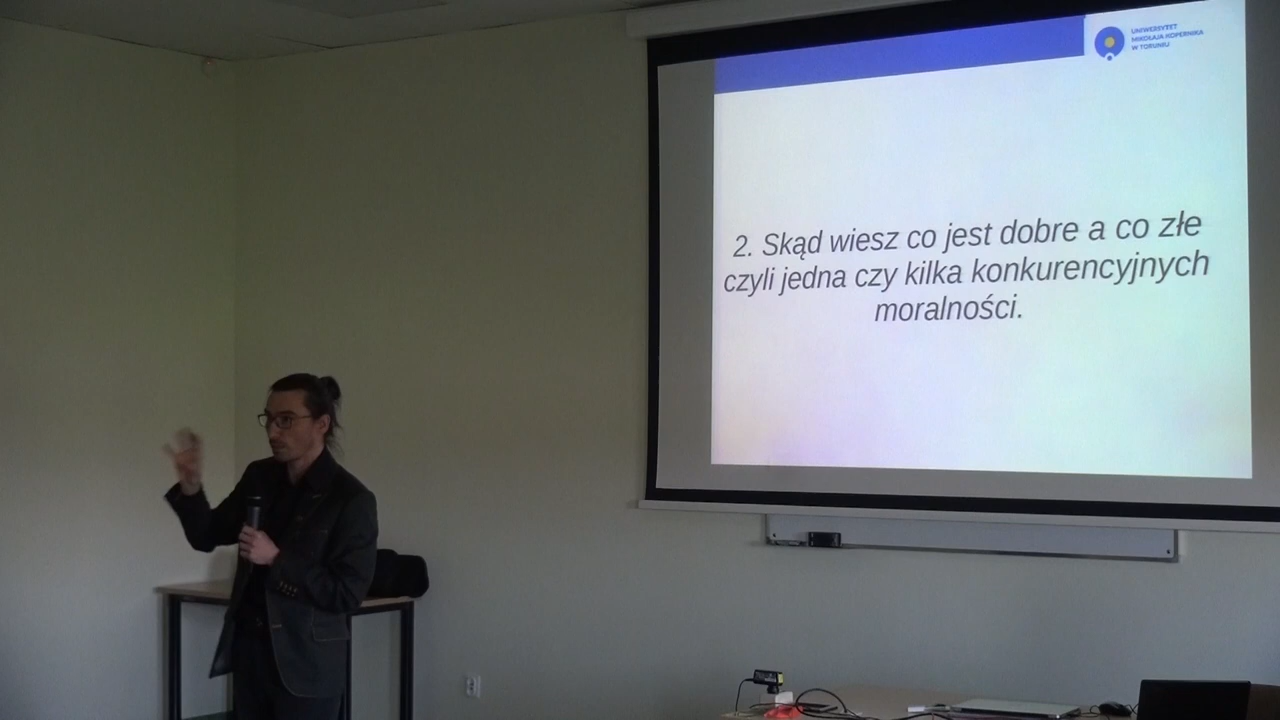 UNIWERSYTET
MIKOŁAJA KOPERNIKA
W TORUNIU
2. Skąd wiesz co jest dobre a co złe
czyli jedna czy kilka konkurencyjnych
moralności.